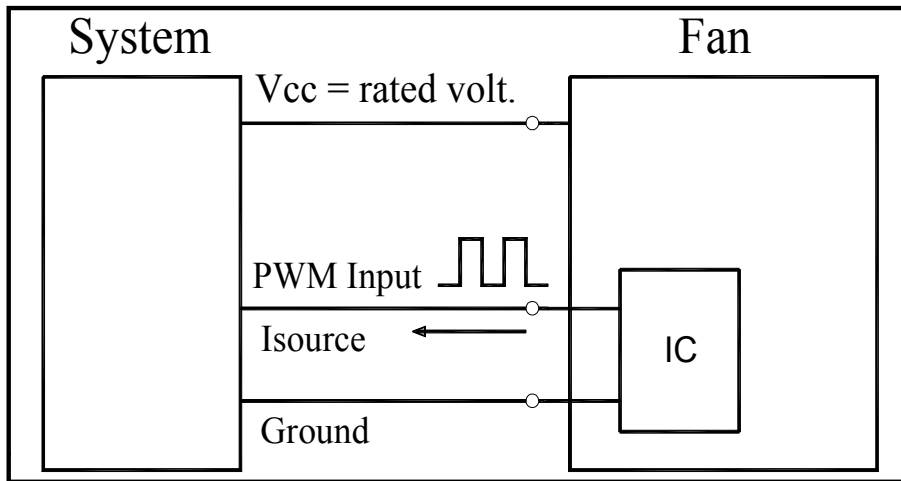 System
Fan
Vcc = rated volt.
PWM Input
Isource
IC
Ground